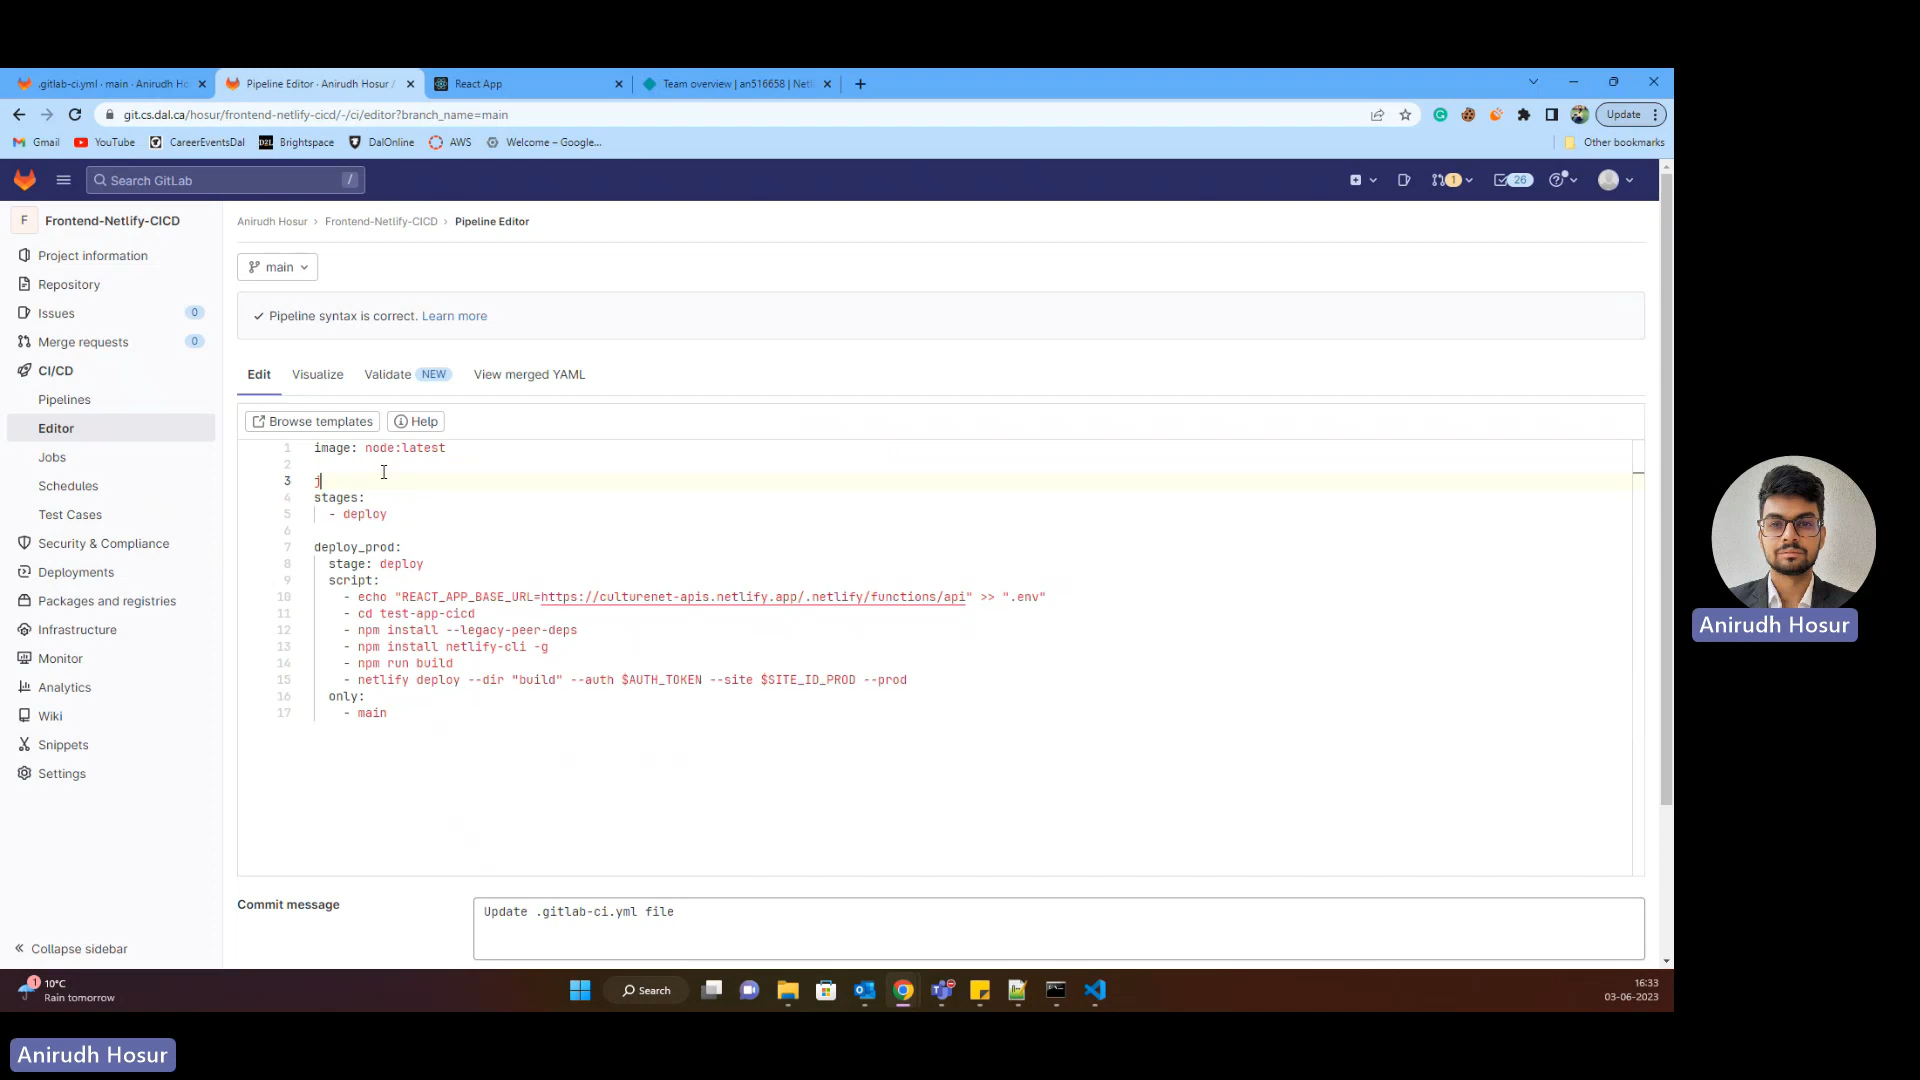 .gitlab-ci.yml · main · Anirudh Ho
Pipeline Editor · Anirudh Hosur /
React App
Team overview | an516658 | Netl
git.cs.dal.ca/hosur/frontend-netlify-cicd/-/ci/editor?branch_name=main
Update
Gmail
YouTube
CareerEventsDal
Brightspace
DalOnline
AWS
Welcome – Google...
Other bookmarks
Search GitLab
/
1
26
F
Frontend-Netlify-CICD
Project information
Repository
Issues
0
Merge requests
0
CI/CD
Pipelines
Editor
Jobs
Schedules
Test Cases
Security & Compliance
Deployments
Packages and registries
Infrastructure
Monitor
Analytics
Wiki
Snippets
Settings
Collapse sidebar
Anirudh Hosur › Frontend-Netlify-CICD › Pipeline Editor
main
Pipeline syntax is correct. Learn more
Edit
Visualize
Validate NEW
View merged YAML
Browse templates
Help
1 image: node:latest
2
3 j
4 stages:
5 - deploy
6
7 deploy_prod:
8 stage: deploy
9 script:
10 - echo "REACT_APP_BASE_URL=https://culturenet-apis.netlify.app/.netlify/functions/api" >> ".env"
11 - cd test-app-cicd
12 - npm install --legacy-peer-deps
13 - npm install netlify-cli -g
14 - npm run build
15 - netlify deploy --dir "build" --auth $AUTH_TOKEN --site $SITE_ID_PROD --prod
16 only:
17 - main
Commit message
Update .gitlab-ci.yml file
1
10°C
Rain tomorrow
Search
16:33
03-06-2023
Anirudh Hosur
Anirudh Hosur